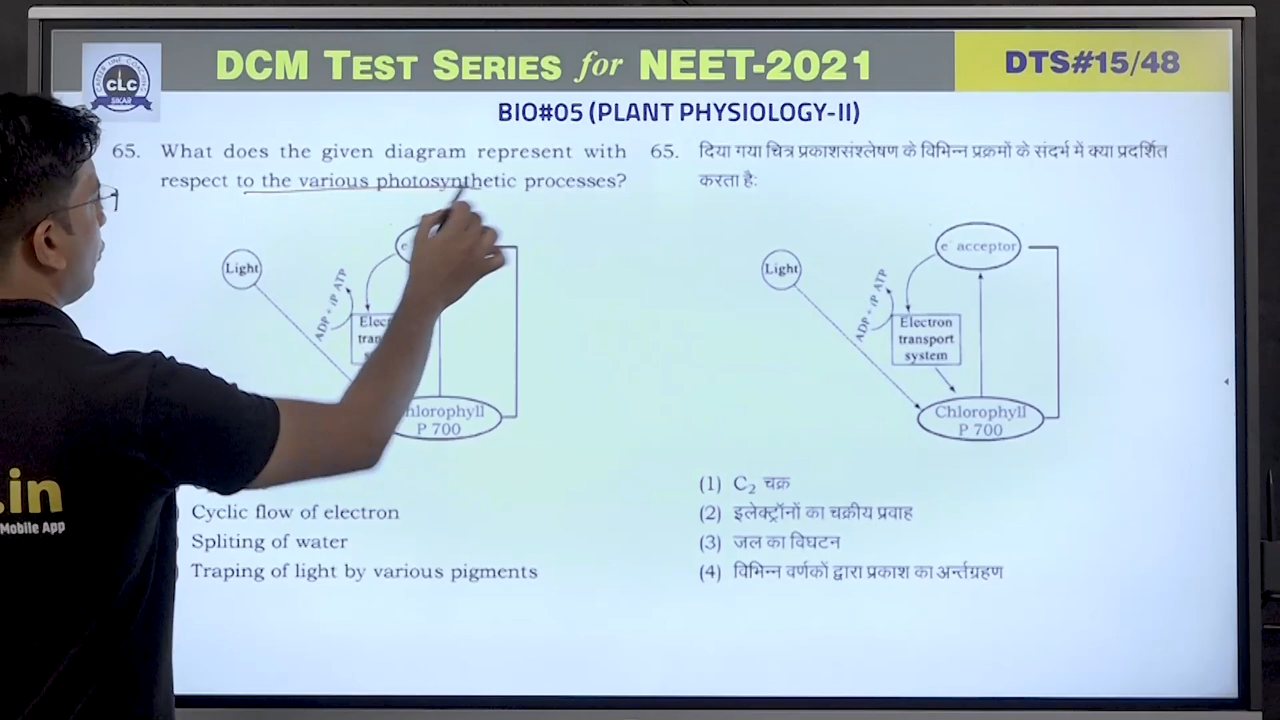 DCM TEST SERIES for NEET-2021
DTS#15/48
CLC
SIKAR
BIO#05 (PLANT PHYSIOLOGY-II)
65. What does the given diagram represent with
respect to the various photosynthetic processes?
Light
ADP + iP ATP
e
hlorophyll
P 700
Cyclic flow of electron
Spliting of water
Traping of light by various pigments
65. दिया गया चित्र प्रकाशसंश्लेषण के विभिन्न प्रक्रमों के संदर्भ में क्या प्रदर्शित
करता है:
Light
e⁻ acceptor
ADP + iP ATP
Electron
transport
system
Chlorophyll
P 700
(1) C₂ चक्र
(2) इलेक्ट्रॉनों का चक्रीय प्रवाह
(3) जल का विघटन
(4) विभिन्न वर्णकों द्वारा प्रकाश का अर्न्तग्रहण
.in
Mobile App